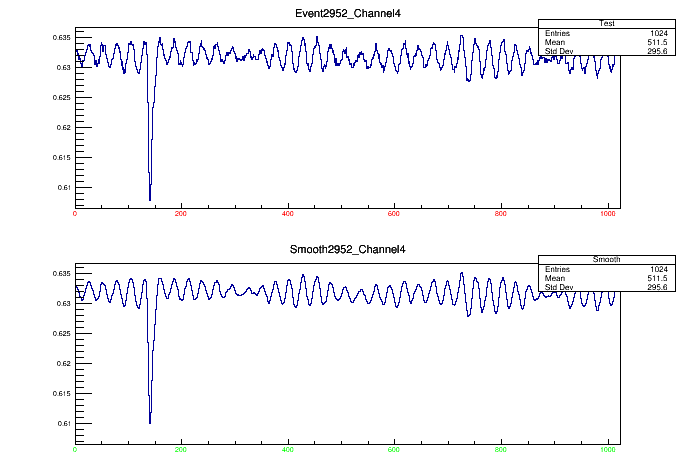 Event2952_Channel4
Test
Entries 1024
Mean 511.5
Std Dev 295.6
0.635
0.63
0.625
0.62
0.615
0.61
0 200 400 600 800 1000
Smooth2952_Channel4
Smooth
Entries 1024
Mean 511.5
Std Dev 295.6
0.635
0.63
0.625
0.62
0.615
0.61
0 200 400 600 800 1000